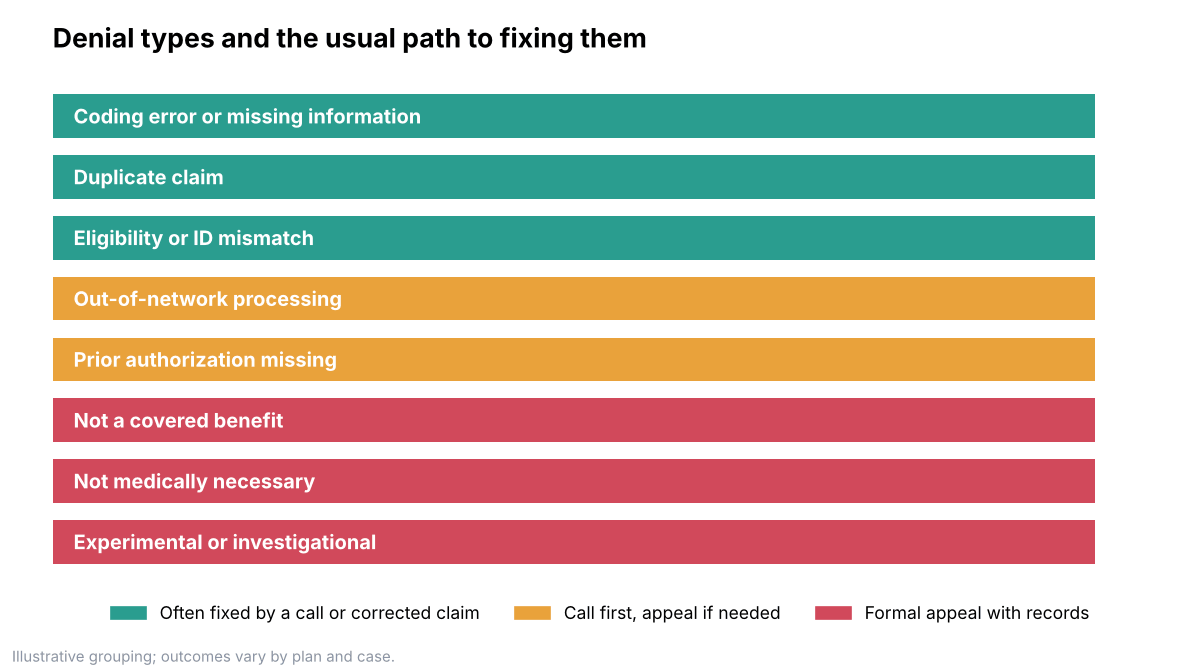 Denial types and the usual path to fixing them
Coding error or missing information
Duplicate claim
Eligibility or ID mismatch
Out-of-network processing
Prior authorization missing
Not a covered benefit
Not medically necessary
Experimental or investigational
Often fixed by a call or corrected claim
Call first, appeal if needed
Formal appeal with records
Illustrative grouping; outcomes vary by plan and case.